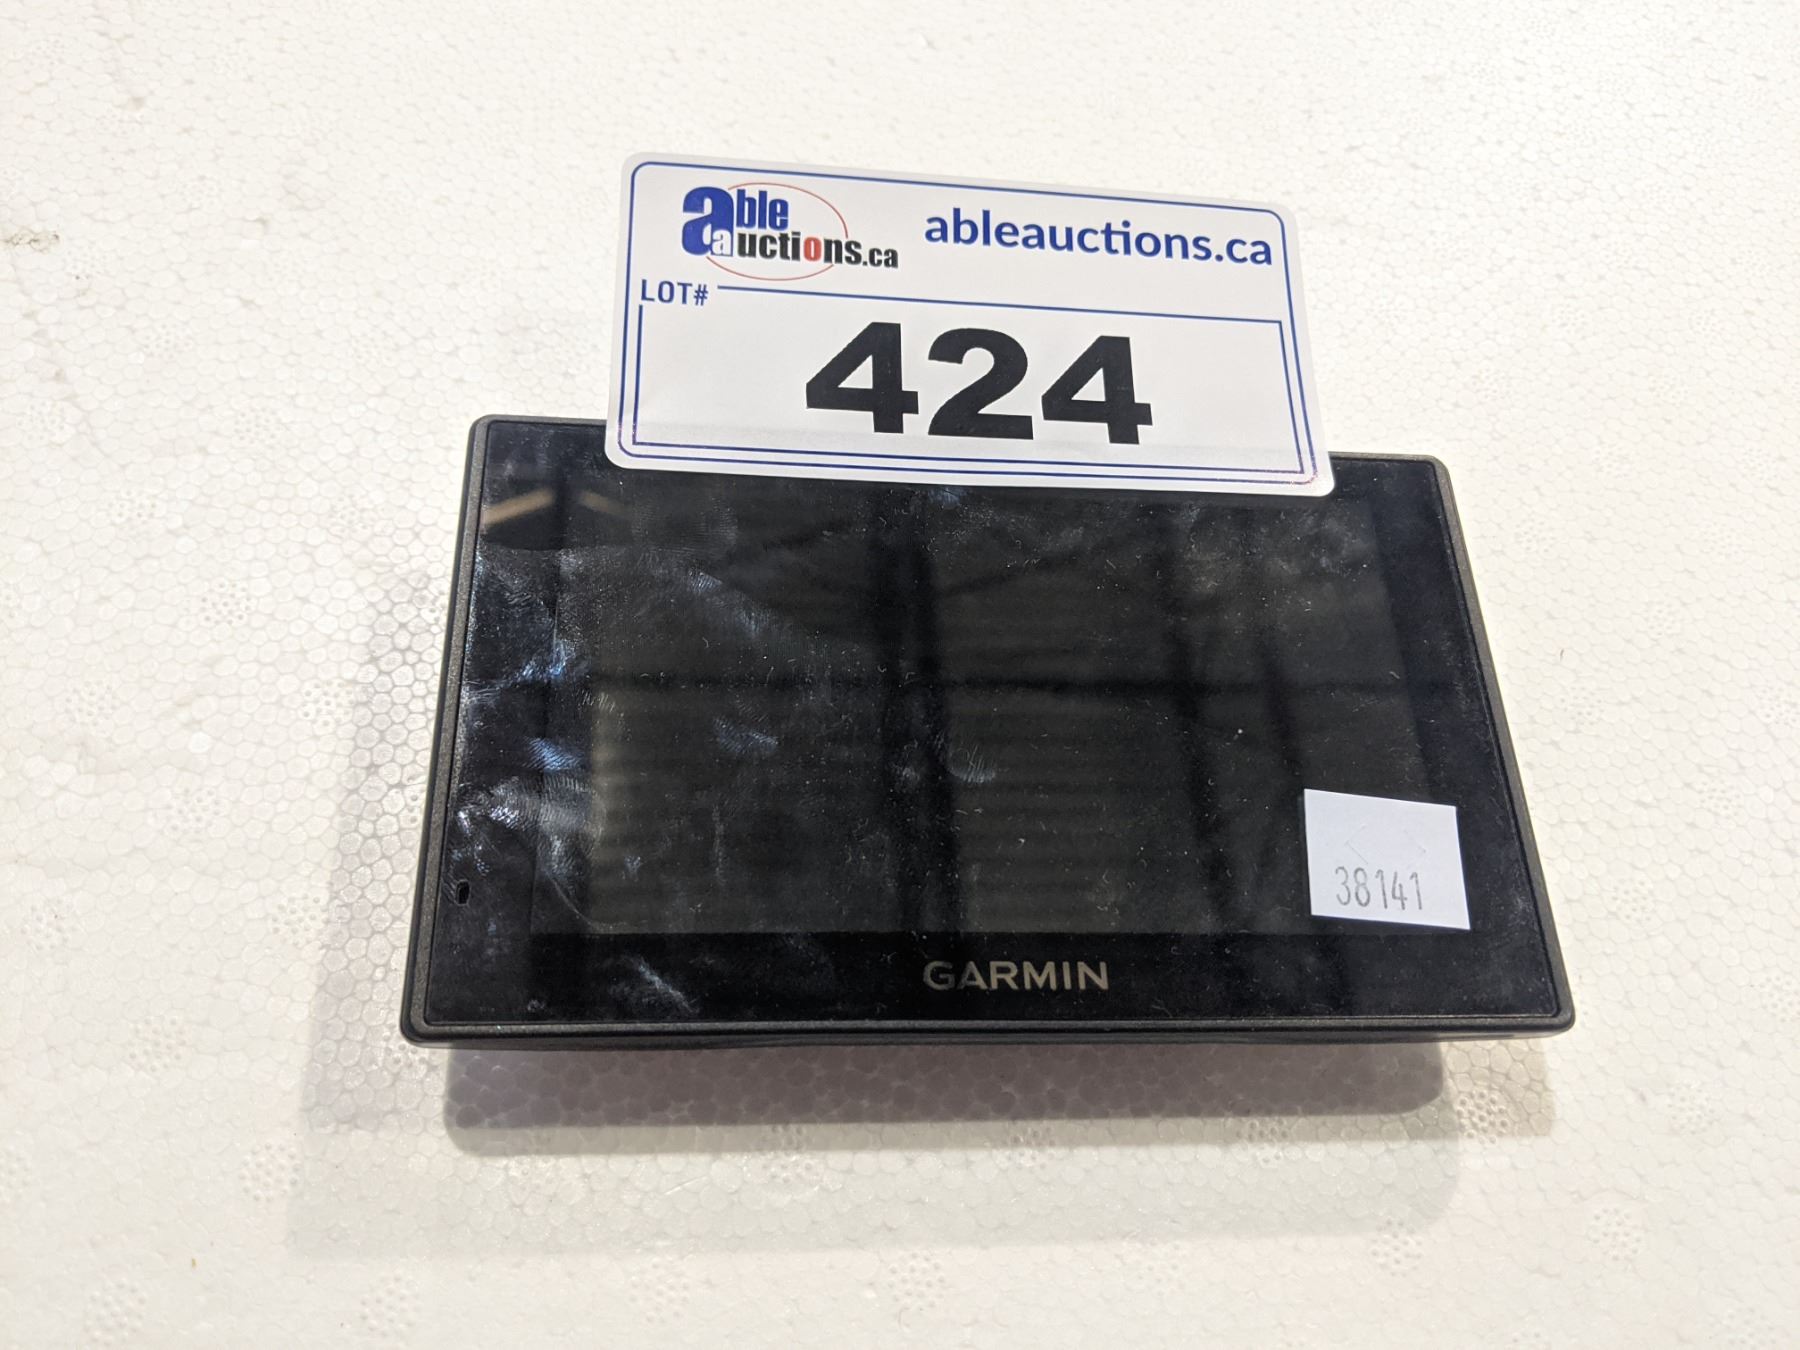 able auctions.ca
ableauctions.ca
LOT#
424
38141
GARMIN